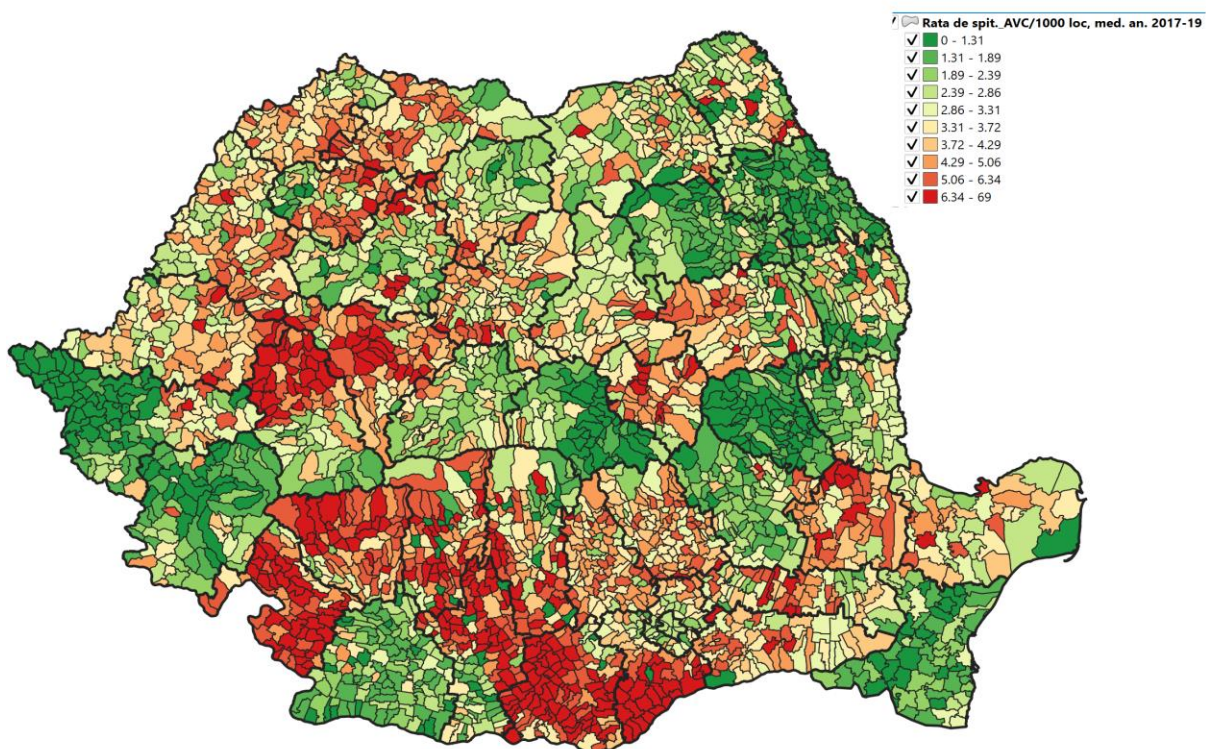 Rata de spit._AVC/1000 loc, med. an. 2017-19
0 - 1.31
1.31 - 1.89
1.89 - 2.39
2.39 - 2.86
2.86 - 3.31
3.31 - 3.72
3.72 - 4.29
4.29 - 5.06
5.06 - 6.34
6.34 - 69